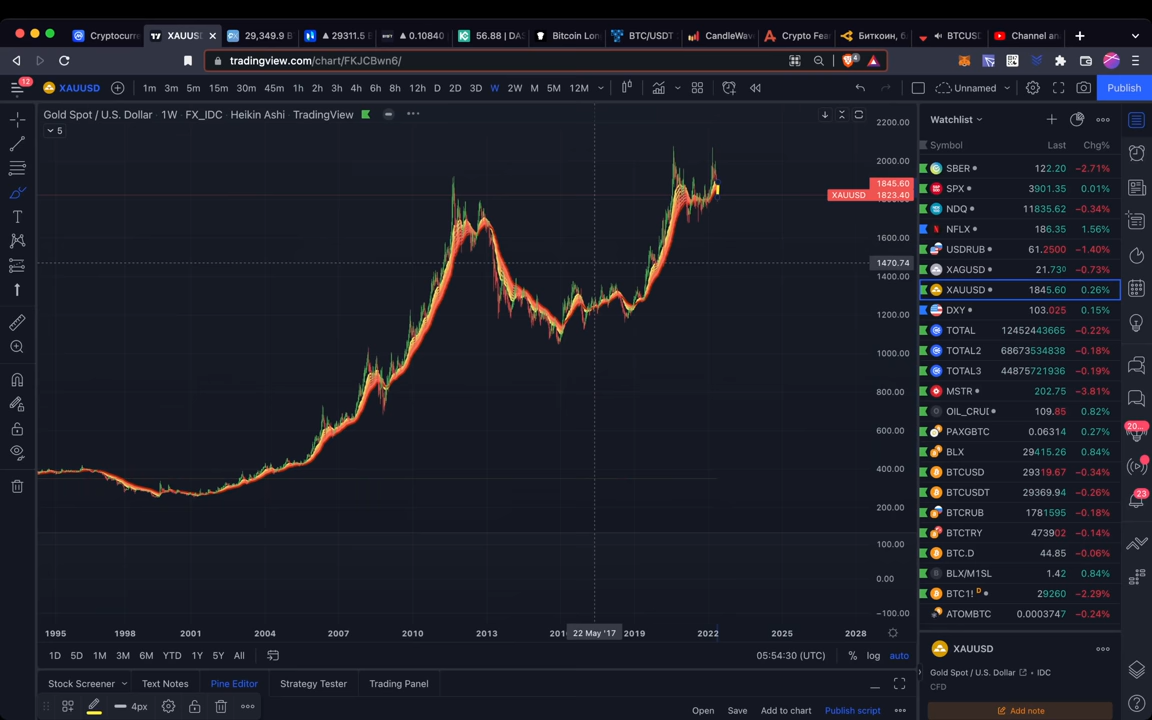 Cryptocurre
XAUUS
29,349.9 B
29311.5 E
0.10840
56.88 | DA
Bitcoin Lon
BTC/USDT
CandleWav
Crypto Fea
Биткоин, б
BTCUSD
Channel an
tradingview.com/chart/FKJCBwn6/
4
12
XAUUSD
1m 3m 5m 15m 30m 45m 1h 2h 3h 4h 6h 8h 12h D 2D 3D W 2W M 5M 12M
Unnamed
Publish
Gold Spot / U.S. Dollar · 1W · FX_IDC · Heikin Ashi · TradingView
5
2200.00
2000.00
1845.60
XAUUSD 1823.40
1600.00
1470.74
1400.00
1200.00
1000.00
800.00
600.00
400.00
200.00
100.00
0.00
−100.00
1995 1998 2001 2004 2007 2010 2013 22 May '17 2019 2022 2025 2028
1D 5D 1M 3M 6M YTD 1Y 5Y All
05:54:30 (UTC)
% log auto
Stock Screener Text Notes Pine Editor Strategy Tester Trading Panel
4px
Open Save Add to chart Publish script
Watchlist
Symbol Last Chg%
SBER 122.20 −2.71%
SPX 3901.35 0.01%
NDQ 11835.62 −0.34%
NFLX 186.35 1.56%
USDRUB 61.2500 −1.40%
XAGUSD 21.730 −0.73%
XAUUSD 1845.60 0.26%
DXY 103.025 0.15%
TOTAL 12452443665 −0.22%
TOTAL2 68673534838 −0.18%
TOTAL3 44875721936 −0.19%
MSTR 202.75 −3.81%
OIL_CRUD 109.85 0.82%
PAXGBTC 0.06314 0.27%
BLX 29415.26 0.84%
BTCUSD 29319.67 −0.34%
BTCUSDT 29369.94 −0.26%
BTCRUB 1781595 −0.18%
BTCTRY 473902 −0.14%
BTC.D 44.85 −0.06%
BLX/M1SL 1.42 0.84%
BTC1! D 29260 −2.29%
ATOMBTC 0.0003747 −0.24%
XAUUSD
Gold Spot / U.S. Dollar • IDC
CFD
Add note
20...
23